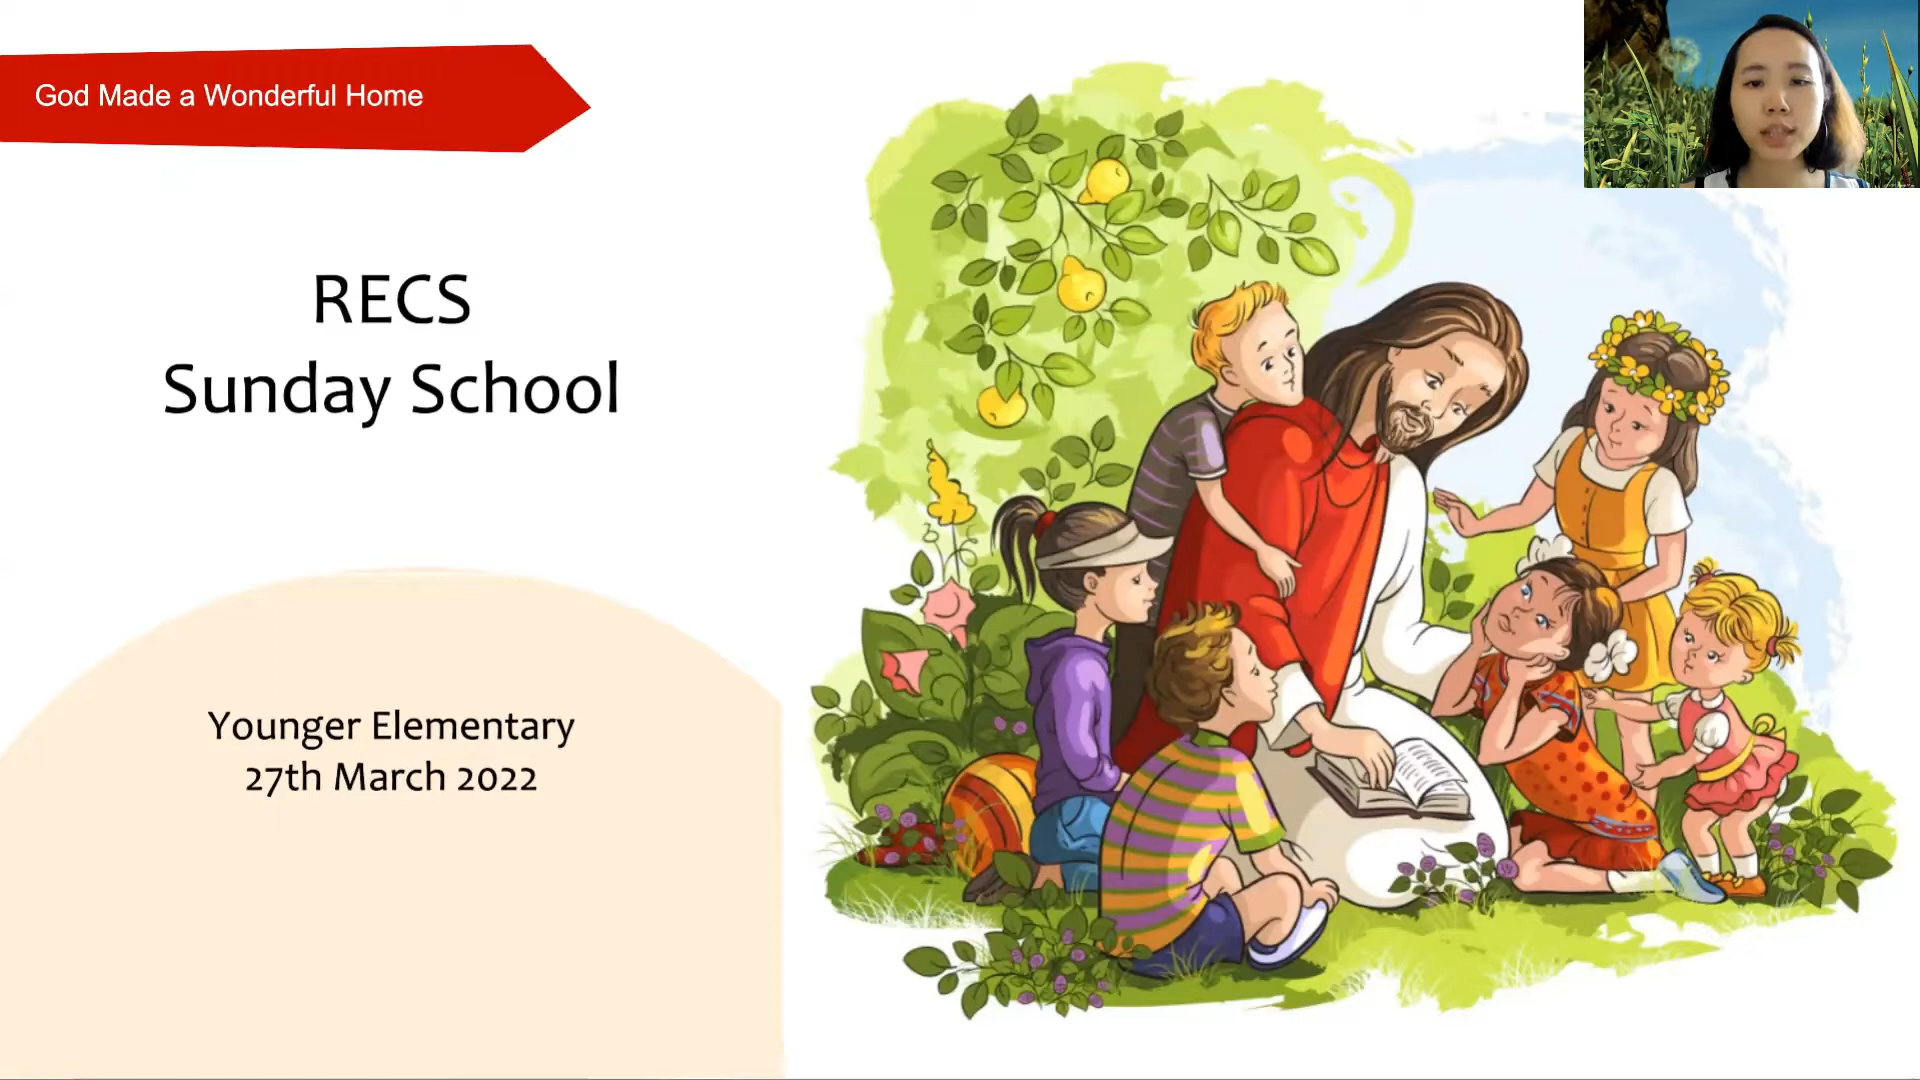 God Made a Wonderful Home
RECS
Sunday School
Younger Elementary
27th March 2022